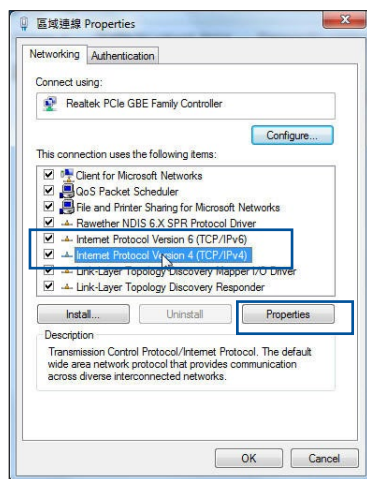 區域連線 Properties
Networking Authentication
Connect using:
Realtek PCIe GBE Family Controller
Configure...
This connection uses the following items:
Client for Microsoft Networks
QoS Packet Scheduler
File and Printer Sharing for Microsoft Networks
Rawether NDIS 6.X SPR Protocol Driver
Internet Protocol Version 6 (TCP/IPv6)
Internet Protocol Version 4 (TCP/IPv4)
Link-Layer Topology Discovery Mapper I/O Driver
Link-Layer Topology Discovery Responder
Install... Uninstall Properties
Description
Transmission Control Protocol/Internet Protocol. The default
wide area network protocol that provides communication
across diverse interconnected networks.
OK Cancel